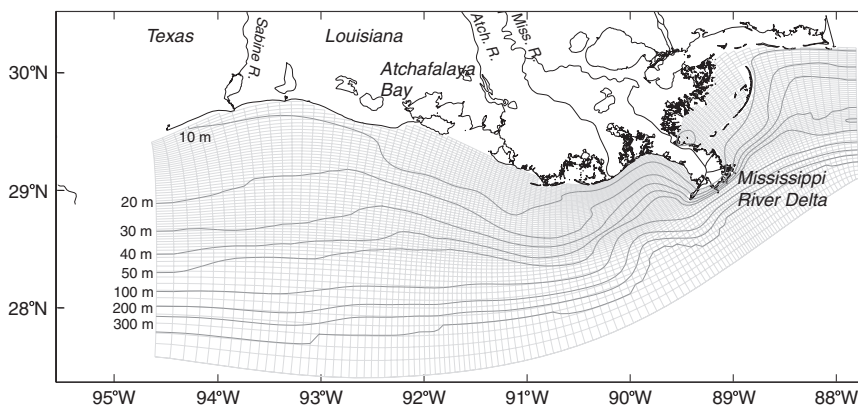 Texas
Louisiana
Sabine R.
Atch. R.
Miss. R.
Atchafalaya
Bay
Mississippi
River Delta
10 m
20 m
30 m
40 m
50 m
100 m
200 m
300 m
30°N
29°N
28°N
95°W
94°W
93°W
92°W
91°W
90°W
89°W
88°W